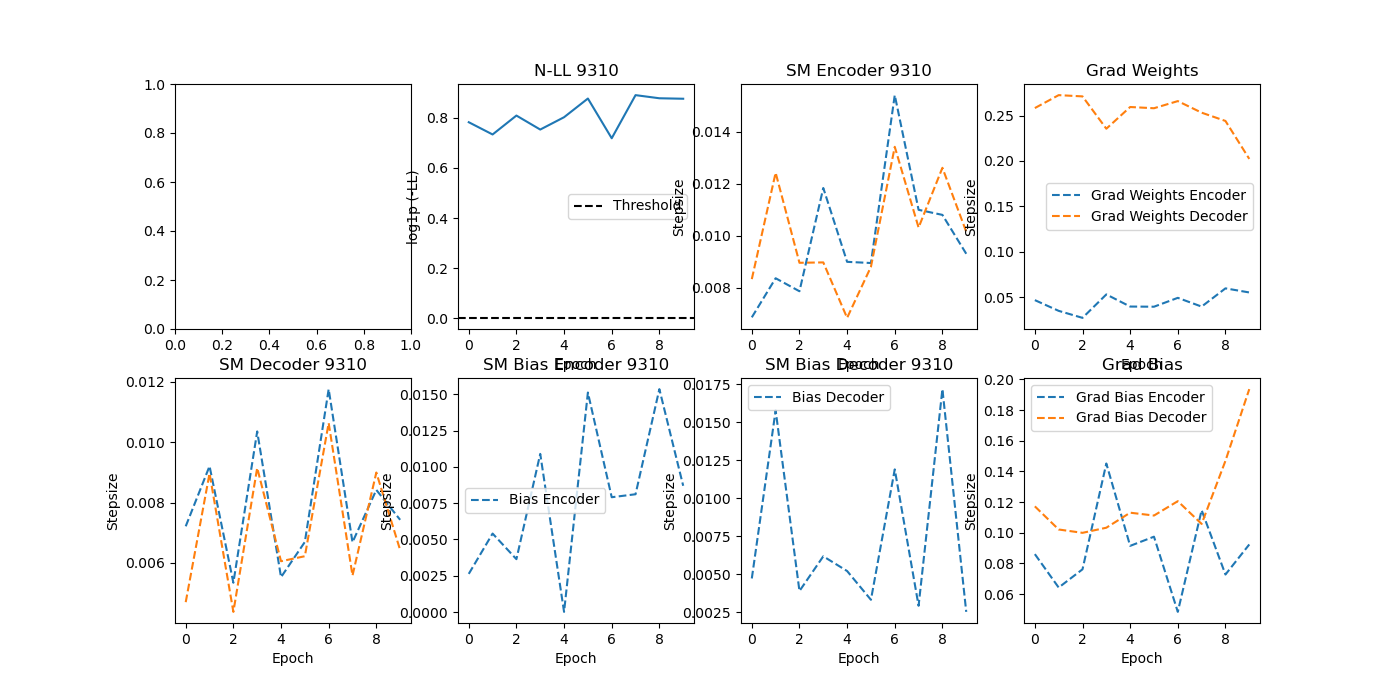 N-LL 9310
SM Encoder 9310
Grad Weights
1.0
0.8
0.6
0.4
0.2
0.0
0.0 0.2 0.4 0.6 0.8 1.0
log1p (-LL)
0.8
0.6
0.4
0.2
0.0
Threshold
0 2 4 6 8
Epoch
Stepsize
0.014
0.012
0.010
0.008
0 2 4 6 8
Epoch
Stepsize
0.25
0.20
0.15
0.10
0.05
Grad Weights Encoder
Grad Weights Decoder
0 2 4 6 8
Epoch
SM Decoder 9310
SM Bias Encoder 9310
SM Bias Decoder 9310
Grad Bias
Stepsize
0.012
0.010
0.008
0.006
0 2 4 6 8
Epoch
Stepsize
0.0150
0.0125
0.0100
0.0075
0.0050
0.0025
0.0000
Bias Encoder
0 2 4 6 8
Epoch
Stepsize
0.0175
0.0150
0.0125
0.0100
0.0075
0.0050
0.0025
Bias Decoder
0 2 4 6 8
Epoch
Stepsize
0.20
0.18
0.16
0.14
0.12
0.10
0.08
0.06
Grad Bias Encoder
Grad Bias Decoder
0 2 4 6 8
Epoch